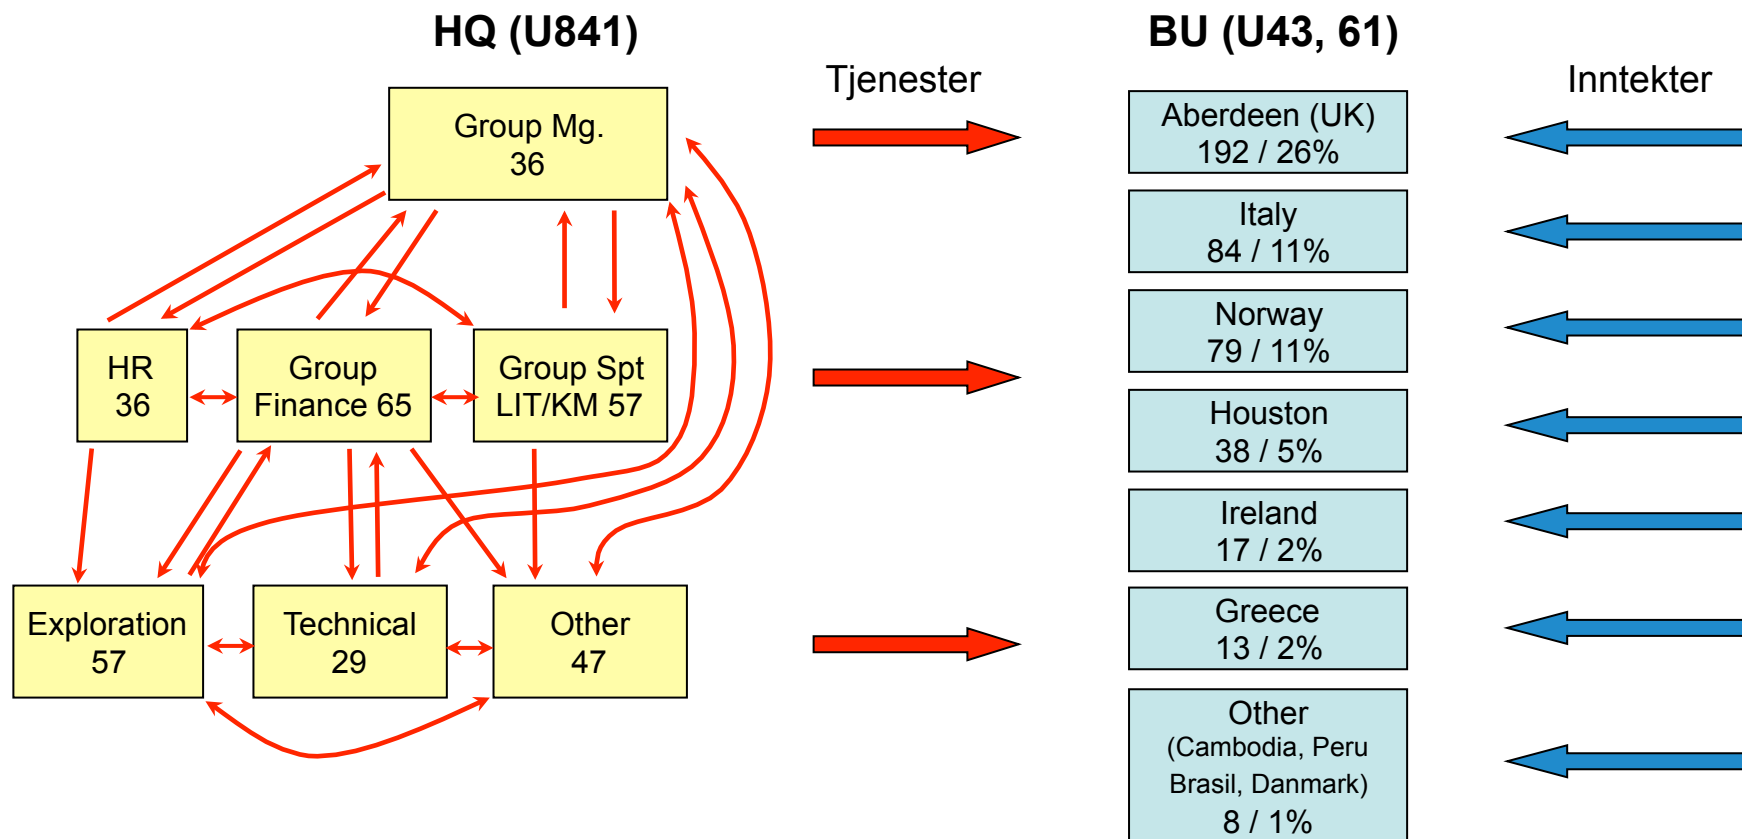 HQ (U841)
Group Mg.
36
HR
36
Group
Finance 65
Group Spt
LIT/KM 57
Exploration
57
Technical
29
Other
47
Tjenester
BU (U43, 61)
Aberdeen (UK)
192 / 26%
Italy
84 / 11%
Norway
79 / 11%
Houston
38 / 5%
Ireland
17 / 2%
Greece
13 / 2%
Other
(Cambodia, Peru
Brasil, Danmark)
8 / 1%
Inntekter